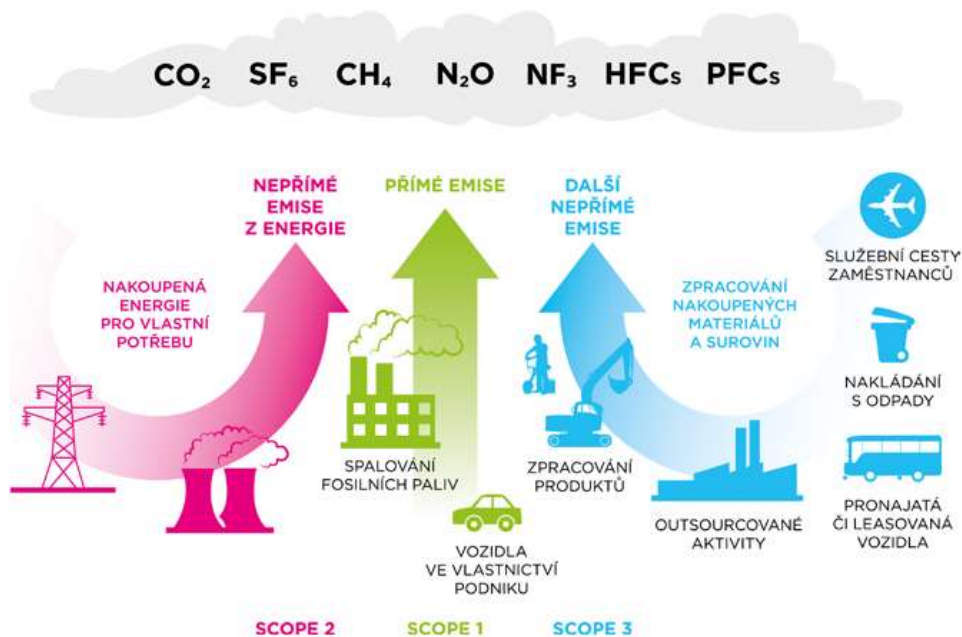 CO₂ SF₆ CH₄ N₂O NF₃ HFCs PFCs
NEPŘÍMÉ
EMISE
Z ENERGIE
PŘÍMÉ EMISE
DALŠÍ
NEPŘÍMÉ
EMISE
SLUŽEBNÍ CESTY
ZAMĚSTNANCŮ
NAKOUPENÁ
ENERGIE
PRO VLASTNÍ
POTŘEBU
ZPRACOVÁNÍ
NAKOUPENÝCH
MATERIÁLŮ
A SUROVIN
NAKLÁDÁNÍ
S ODPADY
SPALOVÁNÍ
FOSILNÍCH PALIV
ZPRACOVÁNÍ
PRODUKTŮ
OUTSOURCOVANÉ
AKTIVITY
PRONAJATÁ
ČI LEASOVANÁ
VOZIDLA
VOZIDLA
VE VLASTNICTVÍ
PODNIKU
SCOPE 2 SCOPE 1 SCOPE 3